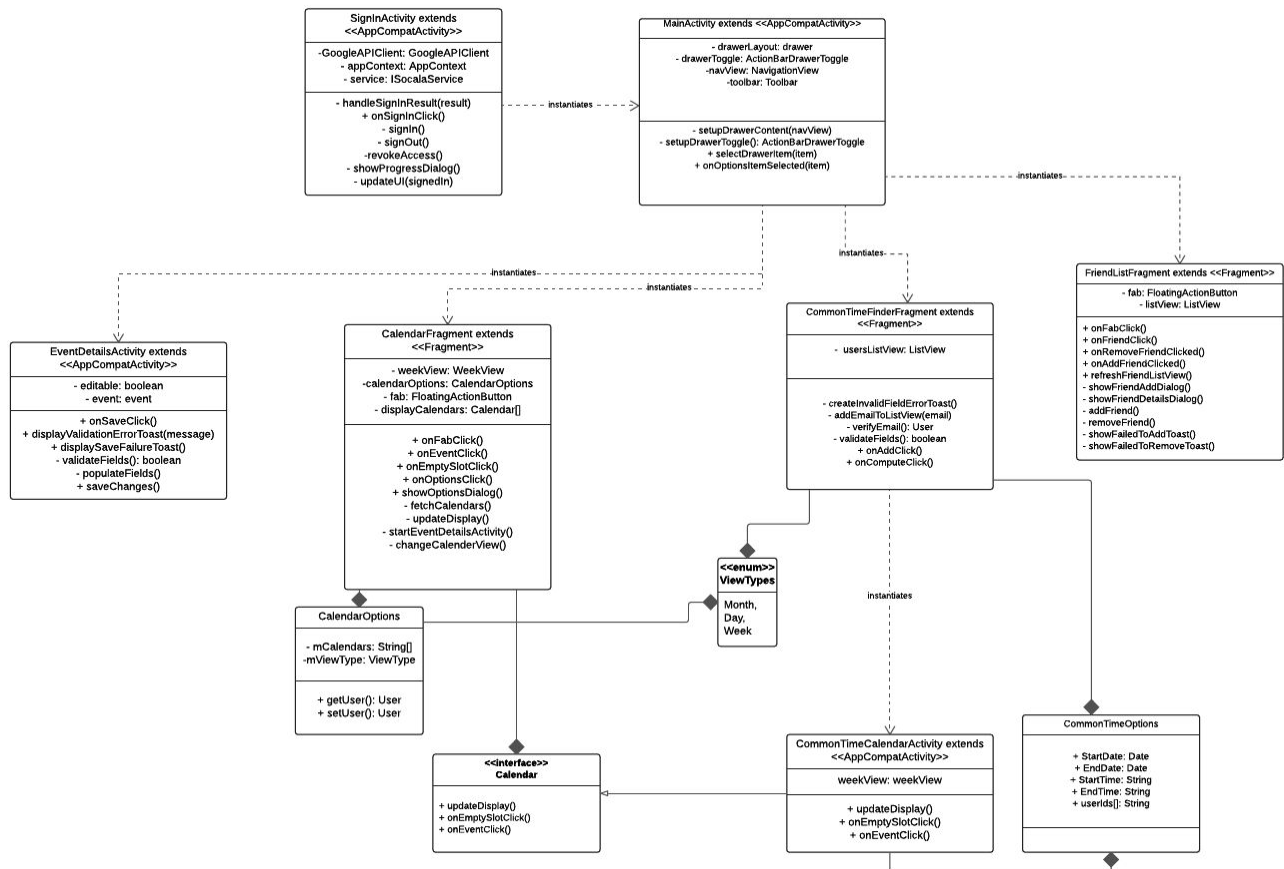 SignInActivity extends
<<AppCompatActivity>>
-GoogleAPIClient: GoogleAPIClient
- appContext: AppContext
- service: ISocalaService
- handleSignInResult(result)
+ onSignInClick()
- signIn()
- signOut()
-revokeAccess()
- showProgressDialog()
- updateUI(signedIn)
instantiates
MainActivity extends <<AppCompatActivity>>
- drawerLayout: drawer
- drawerToggle: ActionBarDrawerToggle
-navView: NavigationView
-toolbar: Toolbar
- setupDrawerContent(navView)
- setupDrawerToggle(): ActionBarDrawerToggle
+ selectDrawerItem(item)
+ onOptionsItemSelected(item)
instantiates
instantiates
instantiates
instantiates
EventDetailsActivity extends
<<AppCompatActivity>>
- editable: boolean
- event: event
+ onSaveClick()
+ displayValidationErrorToast(message)
+ displaySaveFailureToast()
- validateFields(): boolean
- populateFields()
+ saveChanges()
CalendarFragment extends
<<Fragment>>
- weekView: WeekView
-calendarOptions: CalendarOptions
- fab: FloatingActionButton
- displayCalendars: Calendar[]
+ onFabClick()
+ onEventClick()
+ onEmptySlotClick()
+ onOptionsClick()
+ showOptionsDialog()
- fetchCalendars()
- updateDisplay()
- startEventDetailsActivity()
- changeCalenderView()
CommonTimeFinderFragment extends
<<Fragment>>
- usersListView: ListView
- createInvalidFieldErrorToast()
- addEmailToListView(email)
- verifyEmail(): User
- validateFields(): boolean
+ onAddClick()
+ onComputeClick()
FriendListFragment extends <<Fragment>>
- fab: FloatingActionButton
- listView: ListView
+ onFabClick()
+ onFriendClick()
+ onRemoveFriendClicked()
+ onAddFriendClicked()
+ refreshFriendListView()
- showFriendAddDialog()
- showFriendDetailsDialog()
- addFriend()
- removeFriend()
- showFailedToAddToast()
- showFailedToRemoveToast()
<<enum>>
ViewTypes
Month,
Day,
Week
instantiates
CalendarOptions
- mCalendars: String[]
-mViewType: ViewType
+ getUser(): User
+ setUser(): User
<<interface>>
Calendar
+ updateDisplay()
+ onEmptySlotClick()
+ onEventClick()
CommonTimeCalendarActivity extends
<<AppCompatActivity>>
weekView: weekView
+ updateDisplay()
+ onEmptySlotClick()
+ onEventClick()
CommonTimeOptions
+ StartDate: Date
+ EndDate: Date
+ StartTime: String
+ EndTime: String
+ userIds[]: String